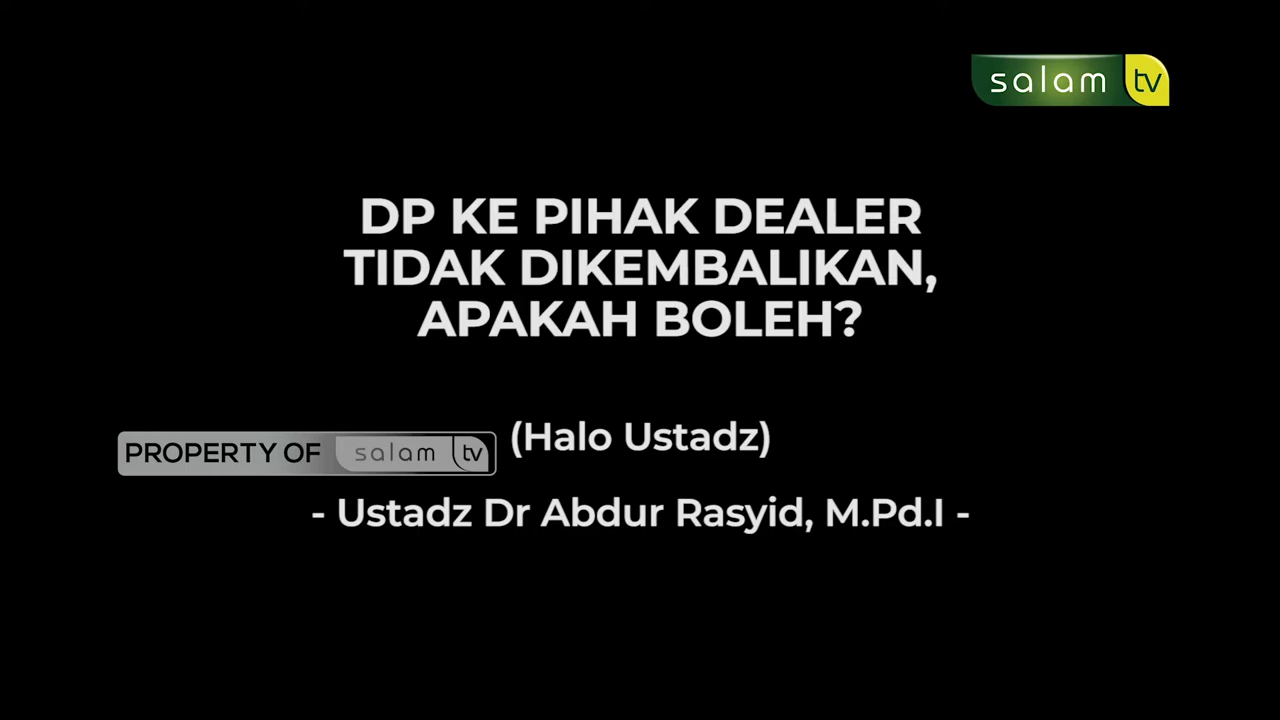 salam tv
DP KE PIHAK DEALER
TIDAK DIKEMBALIKAN,
APAKAH BOLEH?
(Halo Ustadz)
PROPERTY OF salam tv
- Ustadz Dr Abdur Rasyid, M.Pd.I -